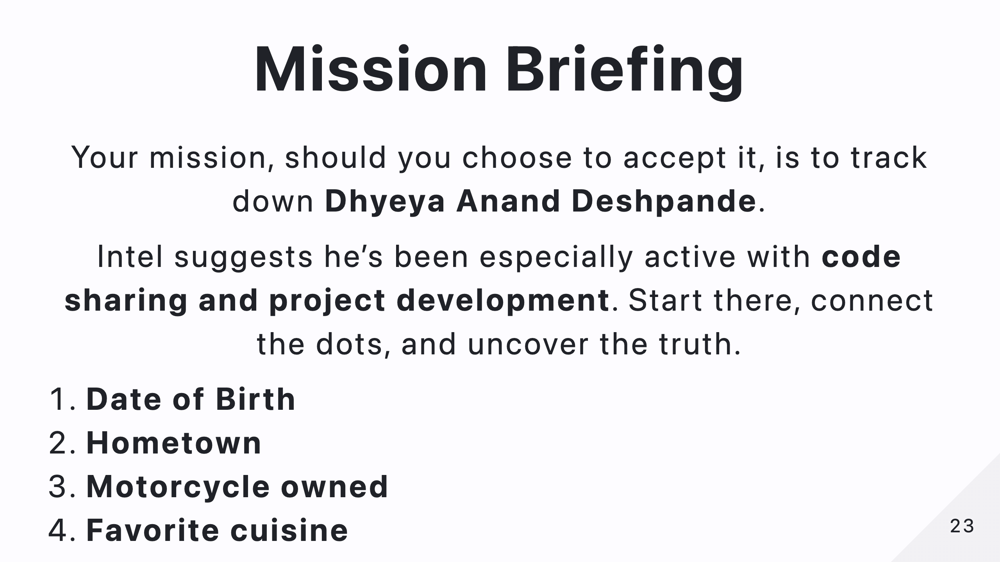 Mission Briefing
Your mission, should you choose to accept it, is to track
down Dhyeya Anand Deshpande.
Intel suggests he’s been especially active with code
sharing and project development. Start there, connect
the dots, and uncover the truth.
1. Date of Birth
2. Hometown
3. Motorcycle owned
4. Favorite cuisine
23